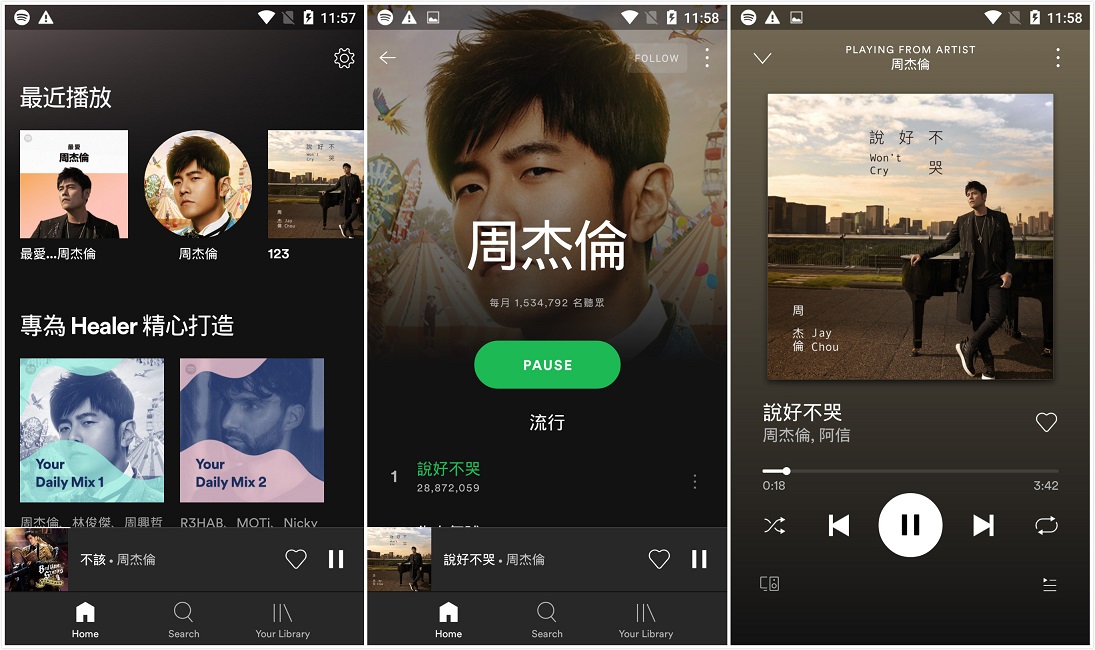 11:57
最近播放
最愛
周杰倫
說好不
Won't
Cry
哭
周
杰
倫
Jay
Chou
最愛...周杰倫
周杰倫
123
專為 Healer 精心打造
Your
Daily Mix 1
Your
Daily Mix 2
周杰倫、林俊傑、周興哲
R3HAB、MOTi、Nicky
不該 • 周杰倫
Home
Search
Your Library
11:58
FOLLOW
周杰倫
每月 1,534,792 名聽眾
PAUSE
流行
1
說好不哭
28,872,059
說好不哭 • 周杰倫
Home
Search
Your Library
11:58
PLAYING FROM ARTIST
周杰倫
說好不
Won't
Cry
哭
周
杰
倫
Jay
Chou
說好不哭
周杰倫, 阿信
0:18
3:42